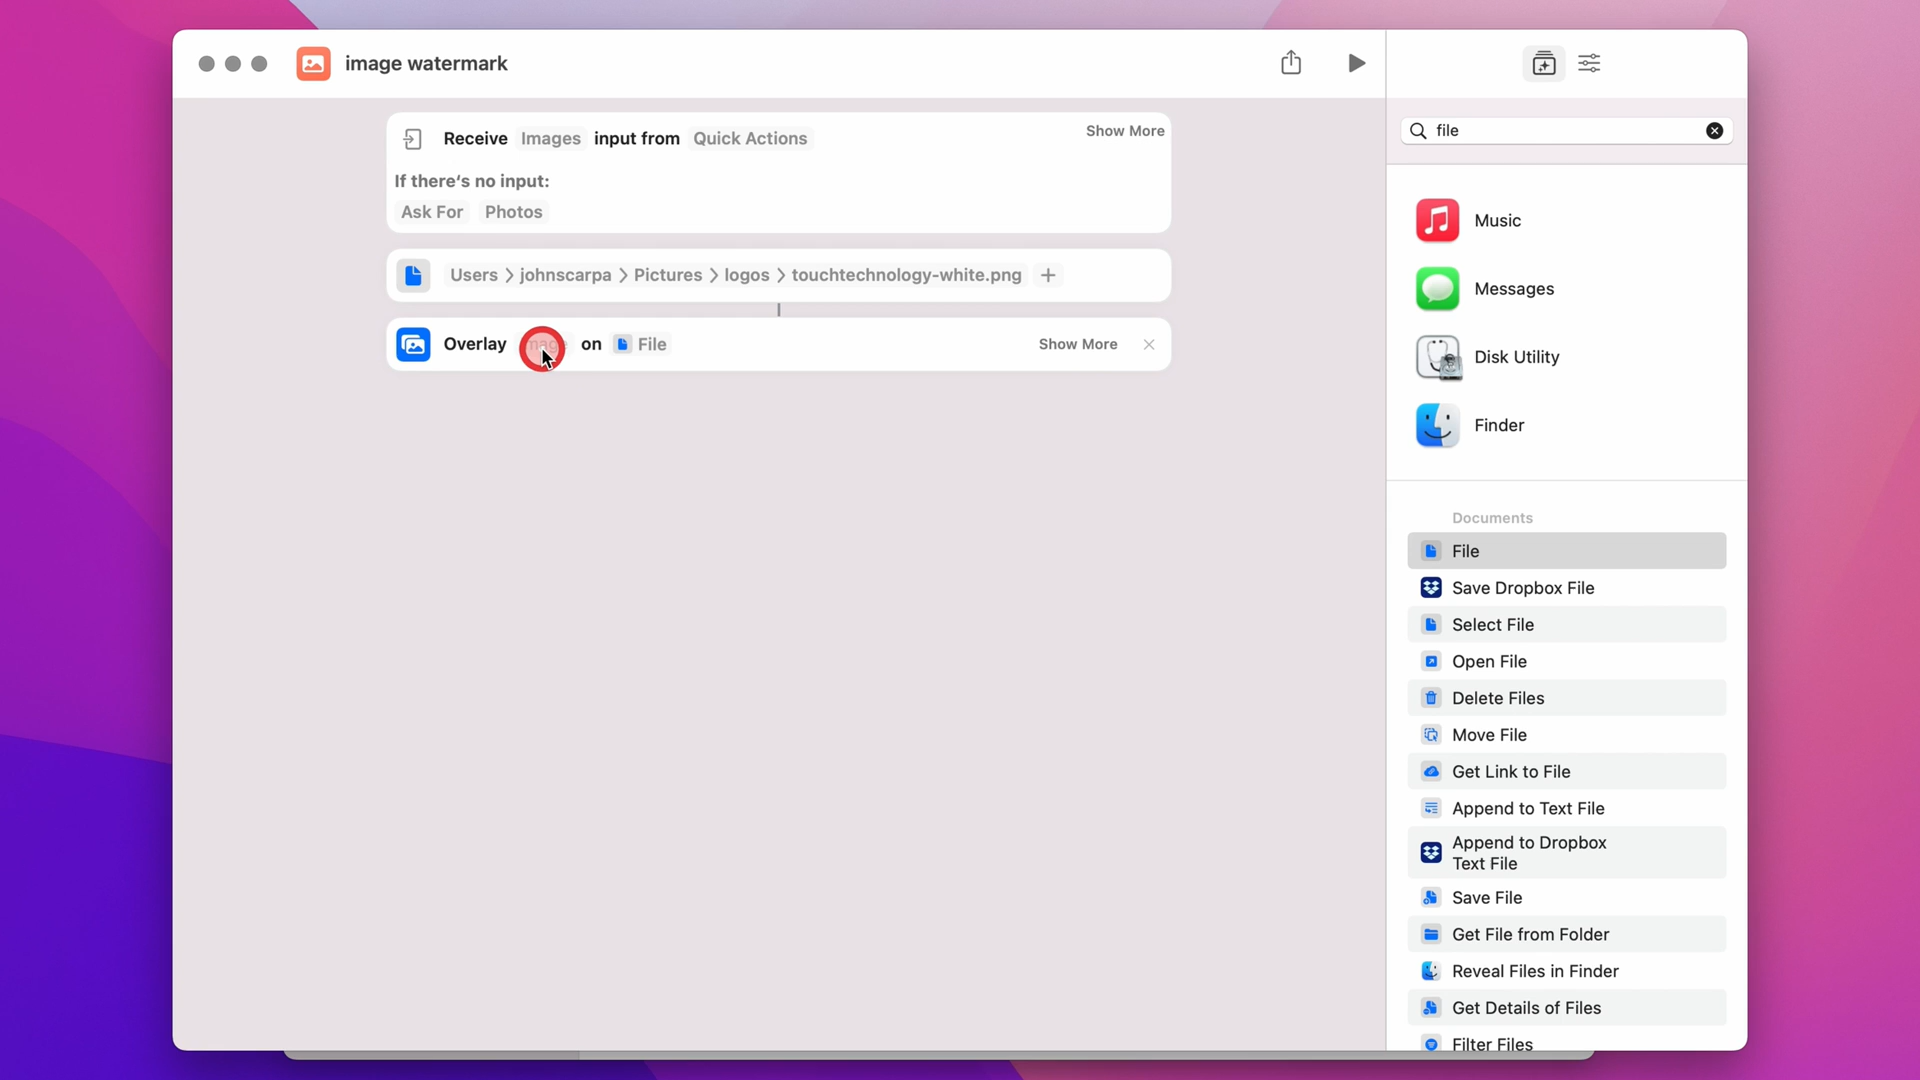 image watermark
Receive Images input from Quick Actions
Show More
If there's no input:
Ask For Photos
Users > johnscarpa > Pictures > logos > touchtechnology-white.png +
Overlay Image on File
Show More
file
Music
Messages
Disk Utility
Finder
Documents
File
Save Dropbox File
Select File
Open File
Delete Files
Move File
Get Link to File
Append to Text File
Append to Dropbox
Text File
Save File
Get File from Folder
Reveal Files in Finder
Get Details of Files
Filter Files